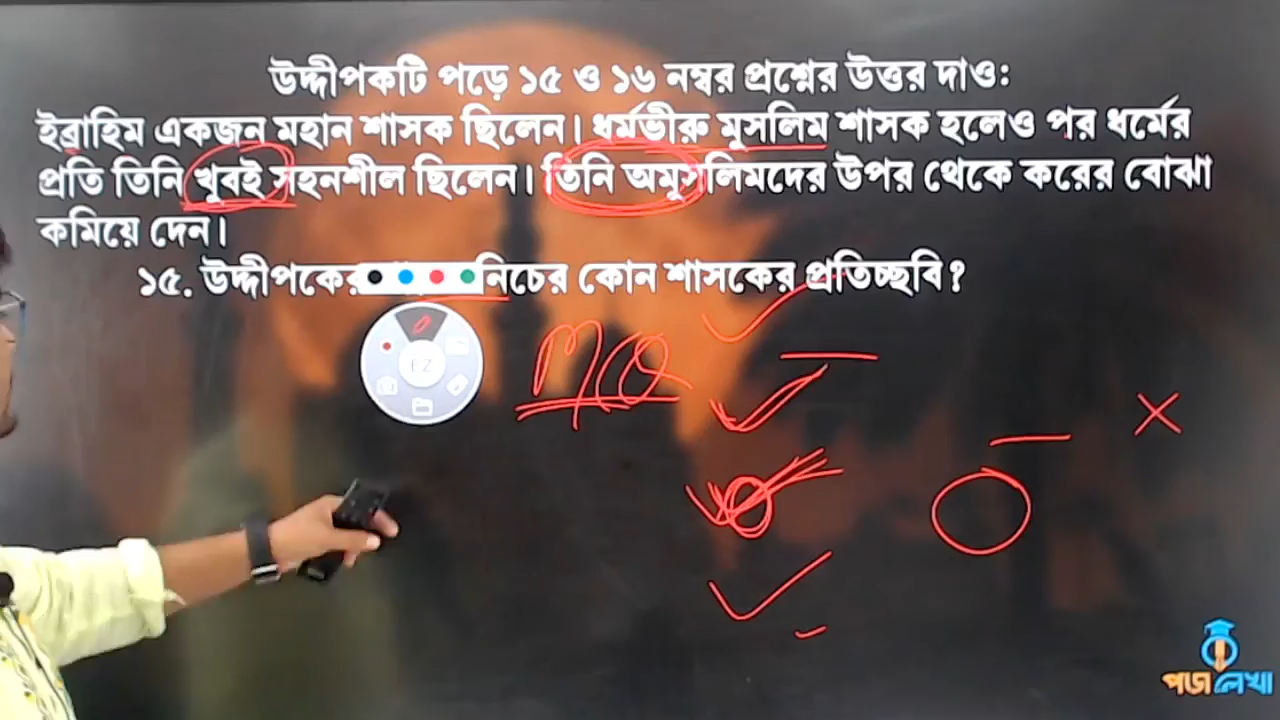 উদ্দীপকটি পড়ে ১৫ ও ১৬ নম্বর প্রশ্নের উত্তর দাও:
ইব্রাহিম একজন মহান শাসক ছিলেন। ধর্মভীরু মুসলিম শাসক হলেও পর ধর্মের
প্রতি তিনি খুবই সহনশীল ছিলেন। তিনি অমুসলিমদের উপর থেকে করের বোঝা
কমিয়ে দেন।
১৫. উদ্দীপকের নিচের কোন শাসকের প্রতিচ্ছবি?
EZ
MCQ
পড়া লেখা